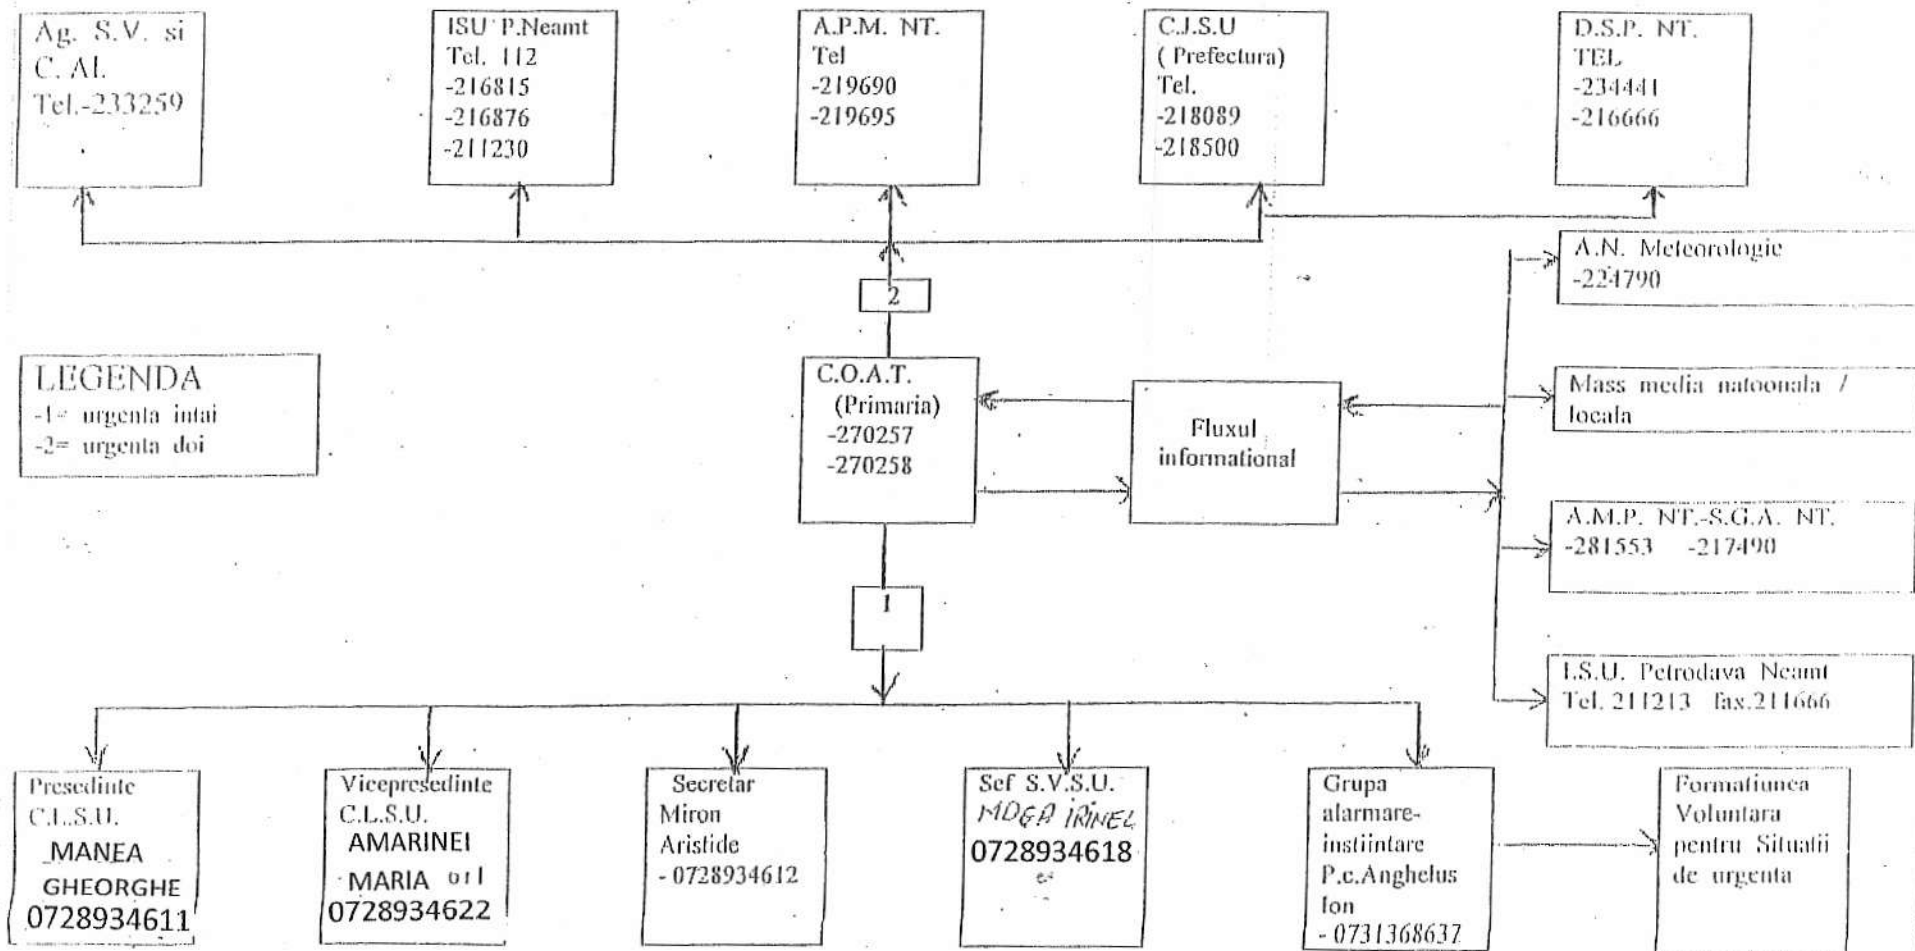 Ag. S.V. si
C. Al.
Tel.-233259
ISU P.Neamt
Tel. 112
-216815
-216876
-211230
A.P.M. NT.
Tel
-219690
-219695
C.J.S.U
( Prefectura)
Tel.
-218089
-218500
D.S.P. NT.
TEL
-234441
-216666
A.N. Meteorologic
-224790
2
LEGENDA
-1= urgenta intai
-2= urgenta doi
C.O.A.T.
(Primaria)
-270257
-270258
Fluxul
informational
Mass media natoonala /
locala
A.M.P. NT.-S.G.A. NT.
-281553 -217490
1
I.S.U. Petrodava Neamt
Tel. 211213 fax.211666
Presedinte
C.L.S.U.
MANEA
GHEORGHE
0728934611
Vicepresedinte
C.L.S.U.
AMARINEI
MARIA
0728934622
Secretar
Miron
Aristide
- 0728934612
Sef S.V.S.U.
IRINEL
0728934618
Grupa
alarmare-
instiintare
P.c.Anghelus
Ion
- 0731368637
Formatiunea
Voluntara
pentru Situatii
de urgenta